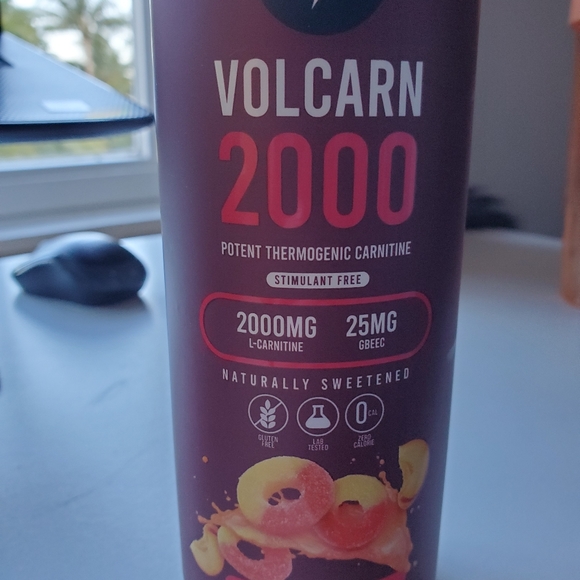 VOLCARN
2000
POTENT THERMOGENIC CARNITINE
STIMULANT FREE
2000MG 25MG
L-CARNITINE GBEEC
NATURALLY SWEETENED
0 CAL
GLUTEN FREE LAB TESTED ZERO CALORIE